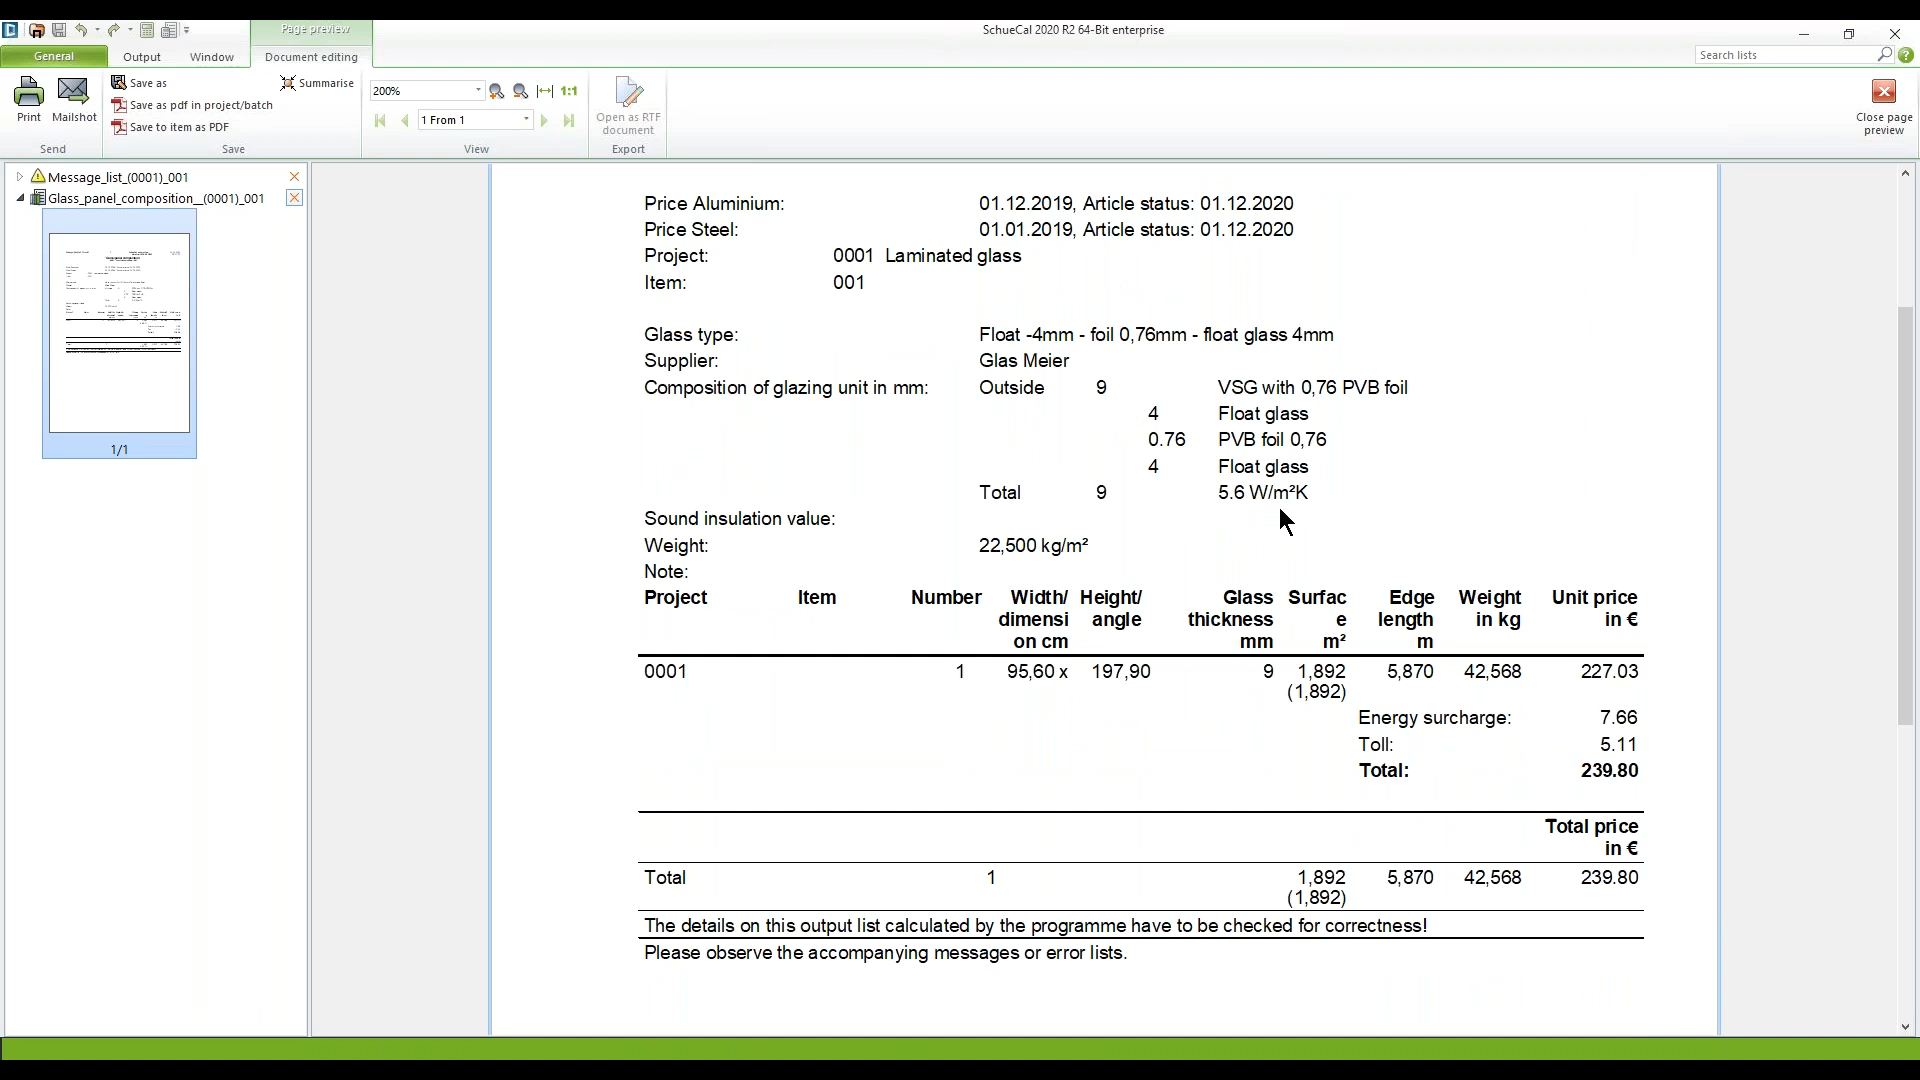 Page preview
SchueCal 2020 R2 64-Bit enterprise
General Output Window Document editing
Search lists
Print Mailshot
Save as
Save as pdf in project/batch
Save to item as PDF
Summarise
200%
1:1
1 From 1
Open as RTF
document
Close page
preview
Send Save View Export
Message_list_(0001)_001
Glass_panel_composition__(0001)_001
1/1
Price Aluminium: 01.12.2019, Article status: 01.12.2020
Price Steel: 01.01.2019, Article status: 01.12.2020
Project: 0001 Laminated glass
Item: 001
Glass type: Float -4mm - foil 0,76mm - float glass 4mm
Supplier: Glas Meier
Composition of glazing unit in mm: Outside 9 VSG with 0,76 PVB foil
4 Float glass
0.76 PVB foil 0,76
4 Float glass
Total 9 5.6 W/m²K
Sound insulation value:
Weight: 22,500 kg/m²
Note:
Project Item Number Width/ Height/ Glass Surfac Edge Weight Unit price
dimensi angle thickness e length in kg in €
on cm mm m² m
0001 1 95,60 x 197,90 9 1,892 5,870 42,568 227.03
(1,892)
Energy surcharge: 7.66
Toll: 5.11
Total: 239.80
Total price
in €
Total 1 1,892 5,870 42,568 239.80
(1,892)
The details on this output list calculated by the programme have to be checked for correctness!
Please observe the accompanying messages or error lists.